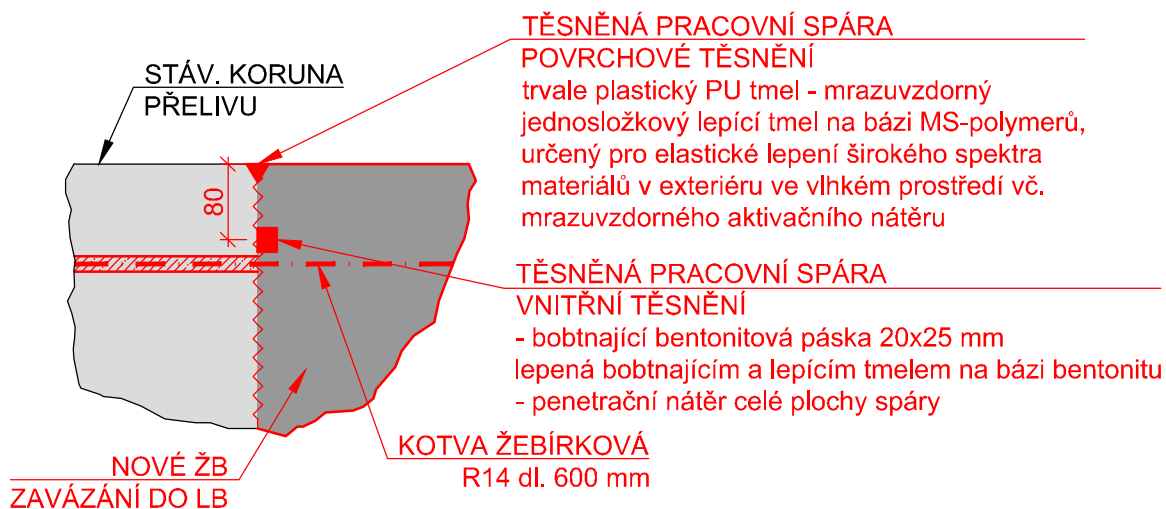 TĚSNĚNÁ PRACOVNÍ SPÁRA
POVRCHOVÉ TĚSNĚNÍ
trvale plastický PU tmel - mrazuvzdorný
jednosložkový lepící tmel na bázi MS-polymerů,
určený pro elastické lepení širokého spektra
materiálů v exteriéru ve vlhkém prostředí vč.
mrazuvzdorného aktivačního nátěru
STÁV. KORUNA
PŘELIVU
80
TĚSNĚNÁ PRACOVNÍ SPÁRA
VNITŘNÍ TĚSNĚNÍ
- bobtnající bentonitová páska 20x25 mm
lepená bobtnajícím a lepícím tmelem na bázi bentonitu
- penetrační nátěr celé plochy spáry
KOTVA ŽEBÍRKOVÁ
R14 dl. 600 mm
NOVÉ ŽB
ZAVÁZÁNÍ DO LB